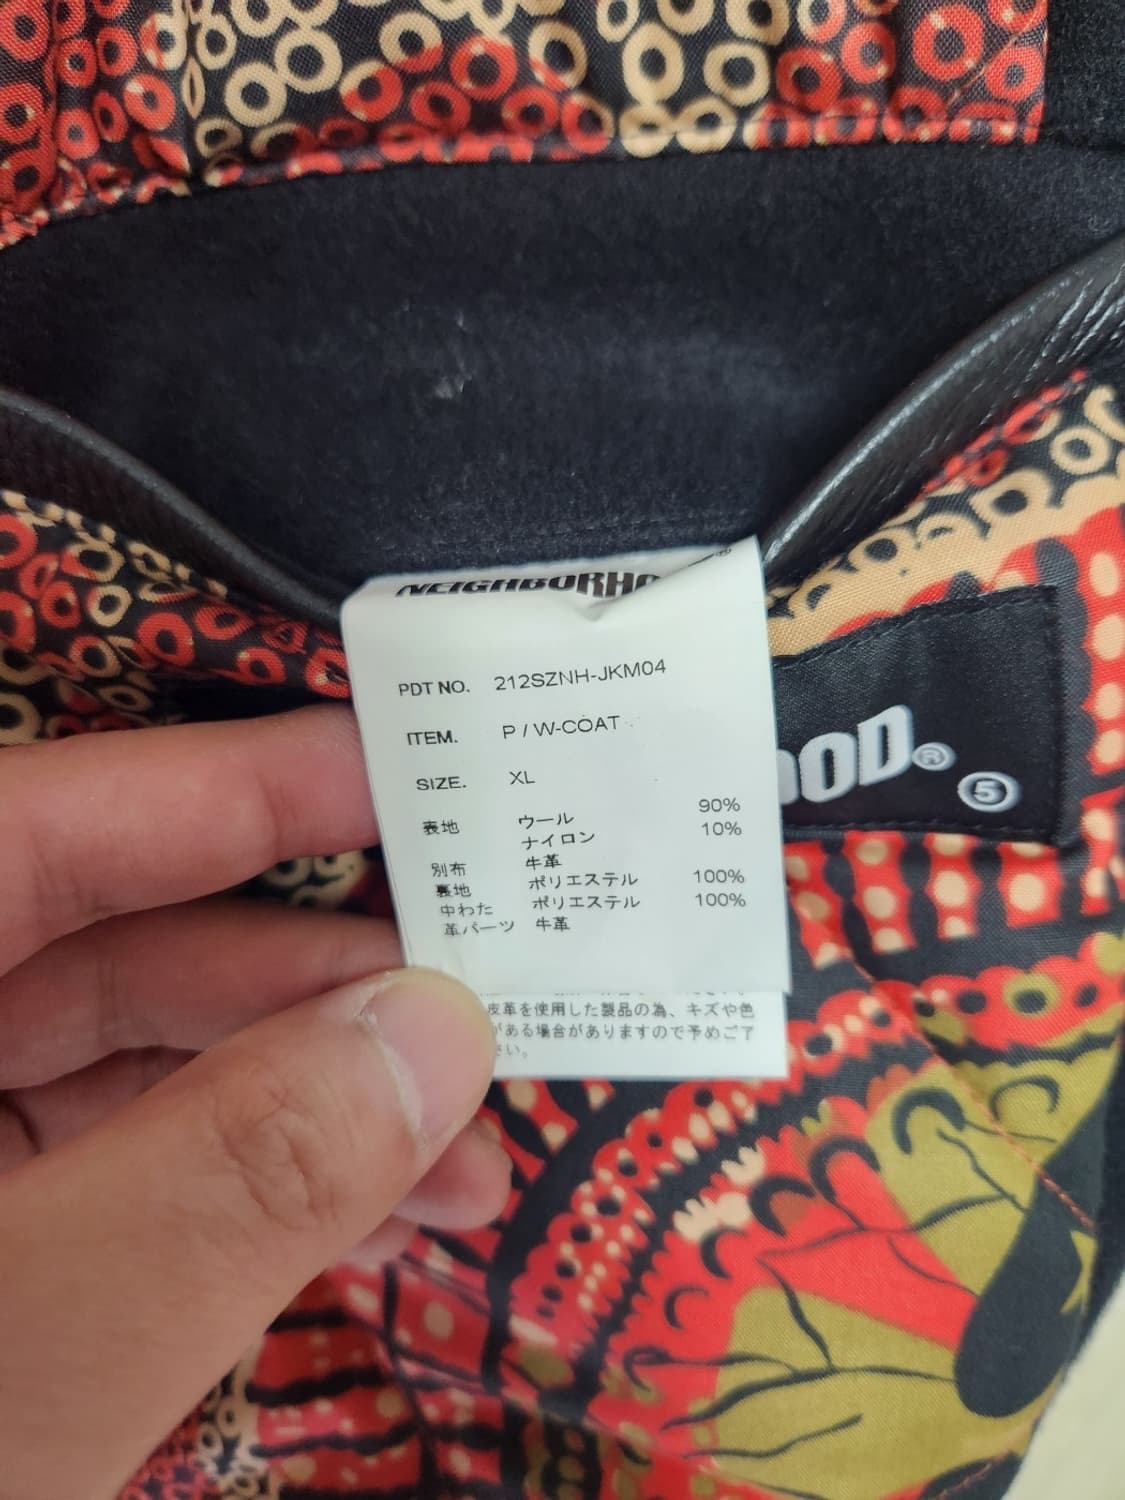 NEIGHBORHO
PDT NO. 212SZNH-JKM04
ITEM. P / W-COAT
SIZE. XL
表地 ウール 90%
ナイロン 10%
別布 牛革
裏地 ポリエステル 100%
中わた ポリエステル 100%
革パーツ 牛革
皮革を使用した製品の為、キズや色
がある場合がありますので予めご了
さい。
OOD® ⑤